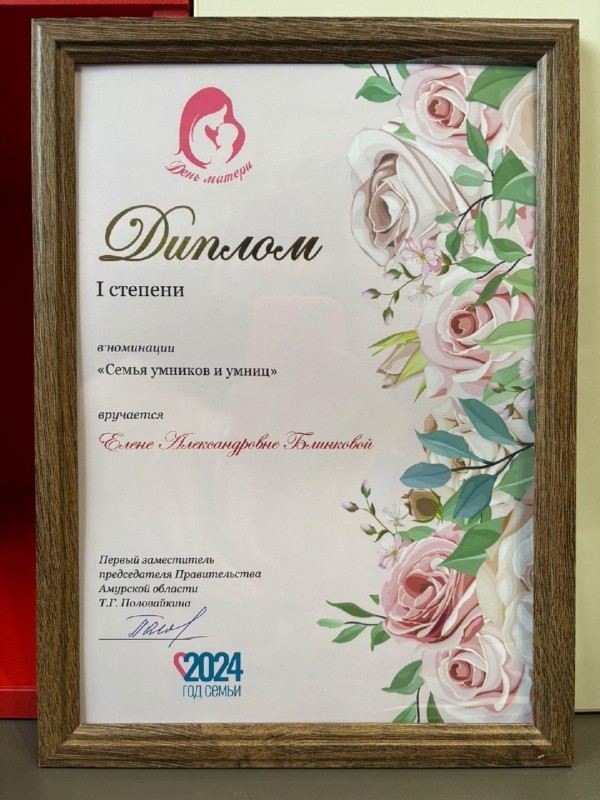 День матери
Диплом
I степени
в номинации
«Семья умников и умниц»
вручается
Елене Александровне Блинковой
Первый заместитель
председателя Правительства
Амурской области
Т.Г. Половайкина
2024
ГОД СЕМЬИ